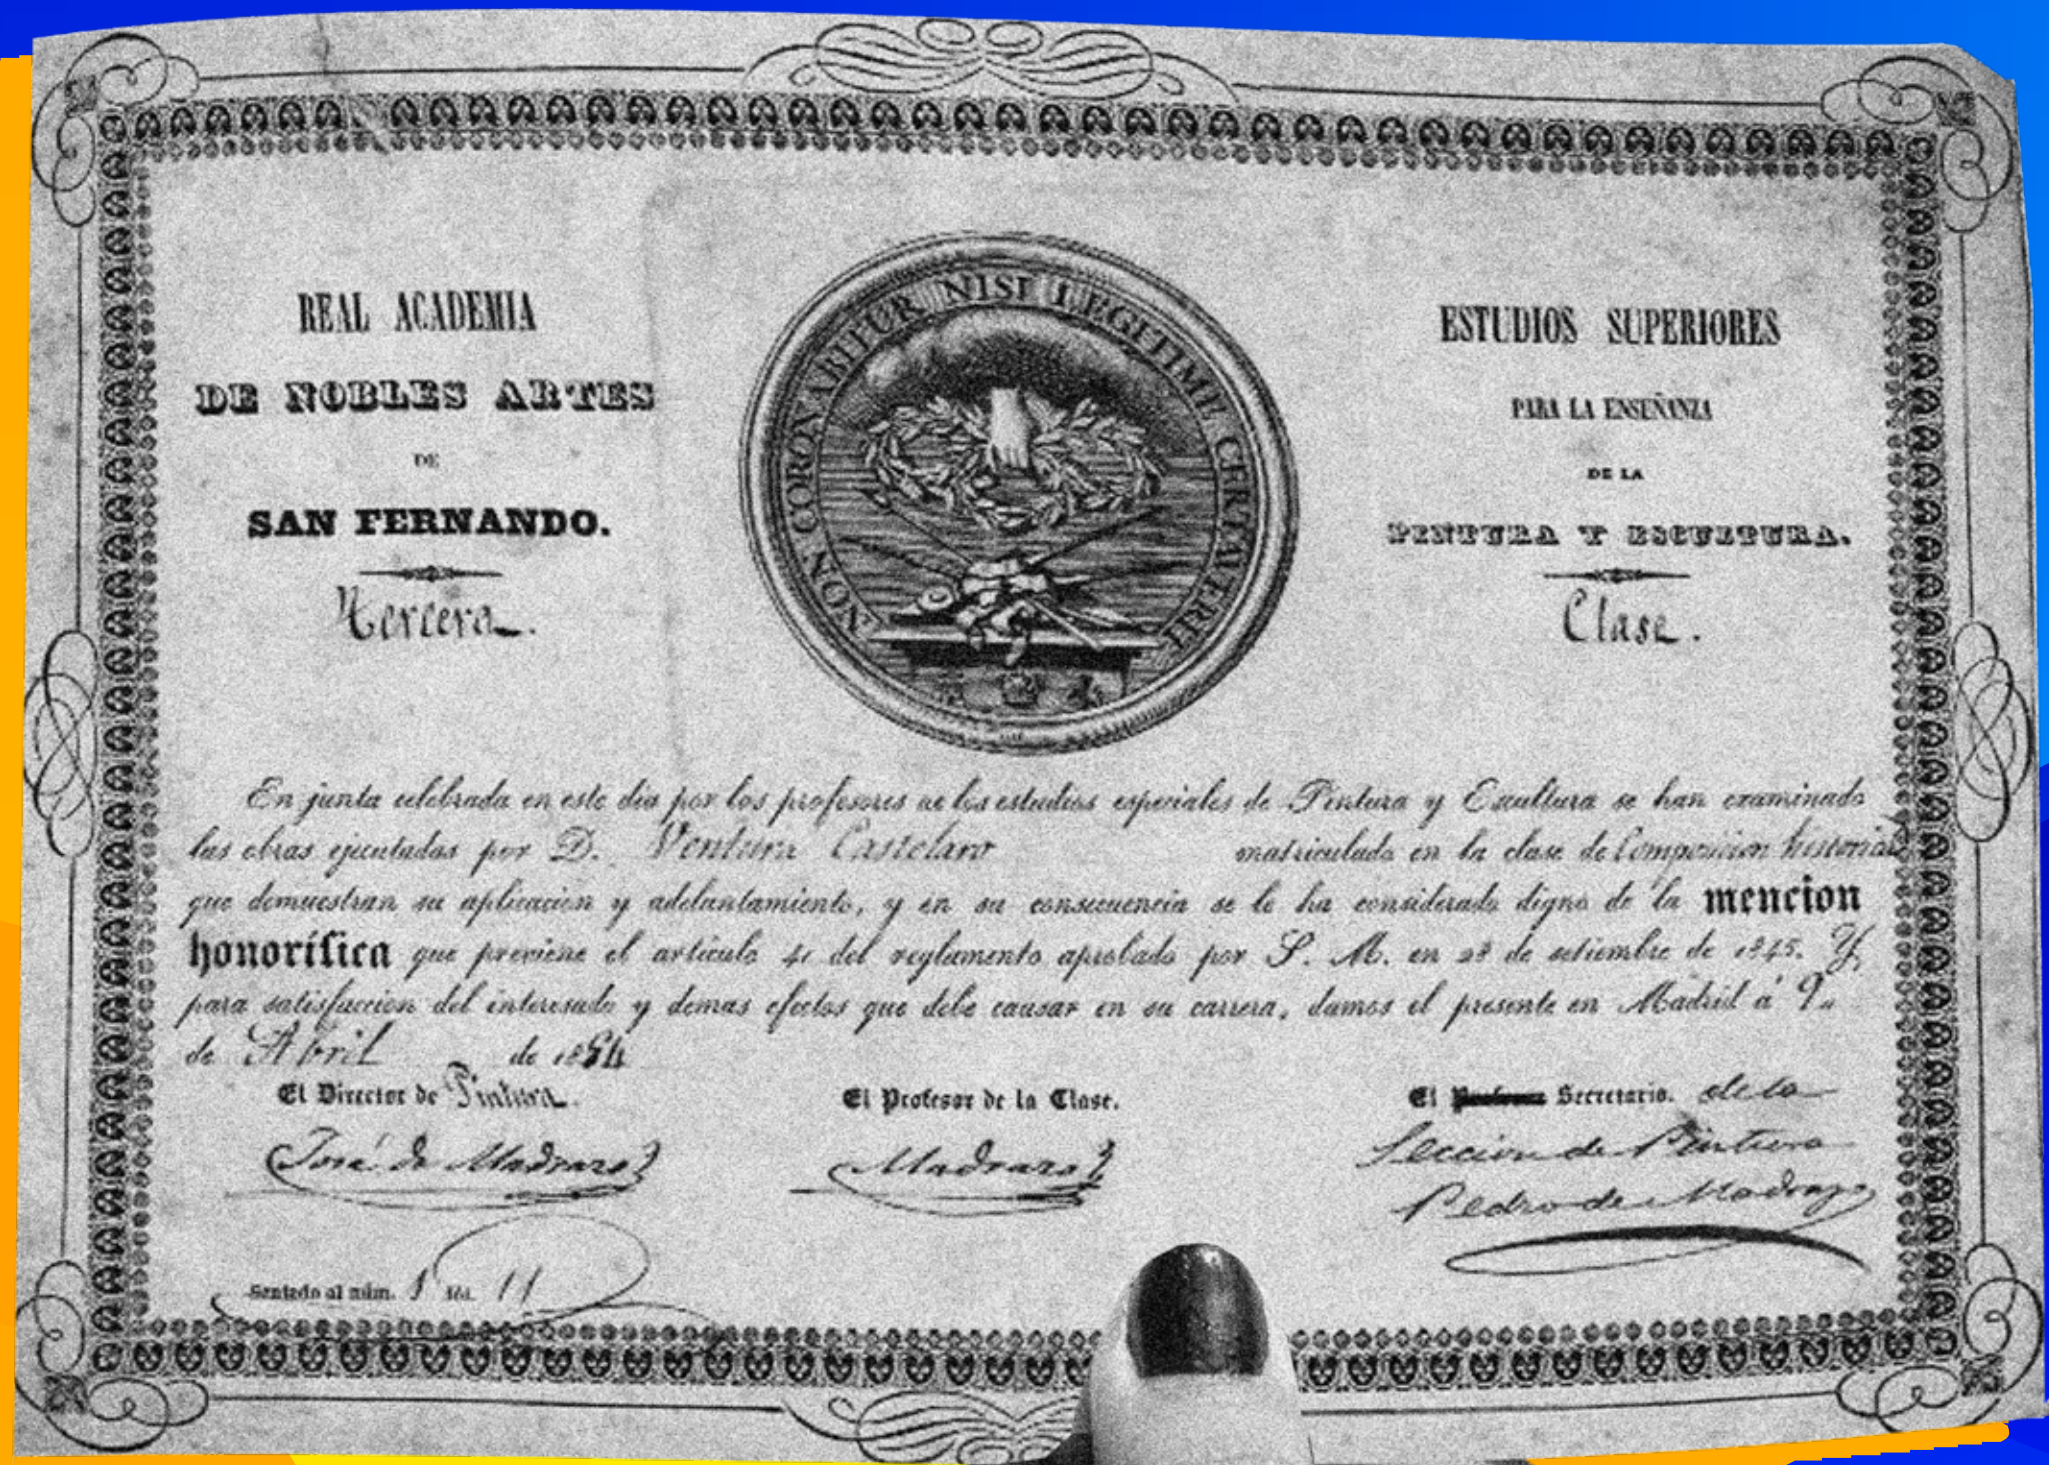 REAL ACADEMIA
DE NOBLES ARTES
DE
SAN FERNANDO.
Tercera.
NON CORONABITUR NISI LEGITIME CERTAVERIT
ESTUDIOS SUPERIORES
PARA LA ENSEÑANZA
DE LA
PINTURA Y ESCULTURA.
Clase.
En junta celebrada en este dia por los profesores de los estudios especiales de Pintura y Escultura se han examinado
las obras ejecutadas por D. Ventura Castelaro matriculado en la clase de Composicion historial
que demuestran su aplicacion y adelantamiento, y en su consecuencia se le ha considerado digno de la mencion
honorífica que previene el artículo 41 del reglamento aprobado por S. M. en 28 de setiembre de 1845. Y
para satisfaccion del interesado y demas efectos que debe causar en su carrera, damos el presente en Madrid á 9
de Abril de 1854
El Director de Pintura.
José de Madrazo
El Profesor de la Clase.
Madrazo
El Secretario. de la
Seccion de Pintura
Pedro de Madrazo
Sentado al núm. 1 fól. 11